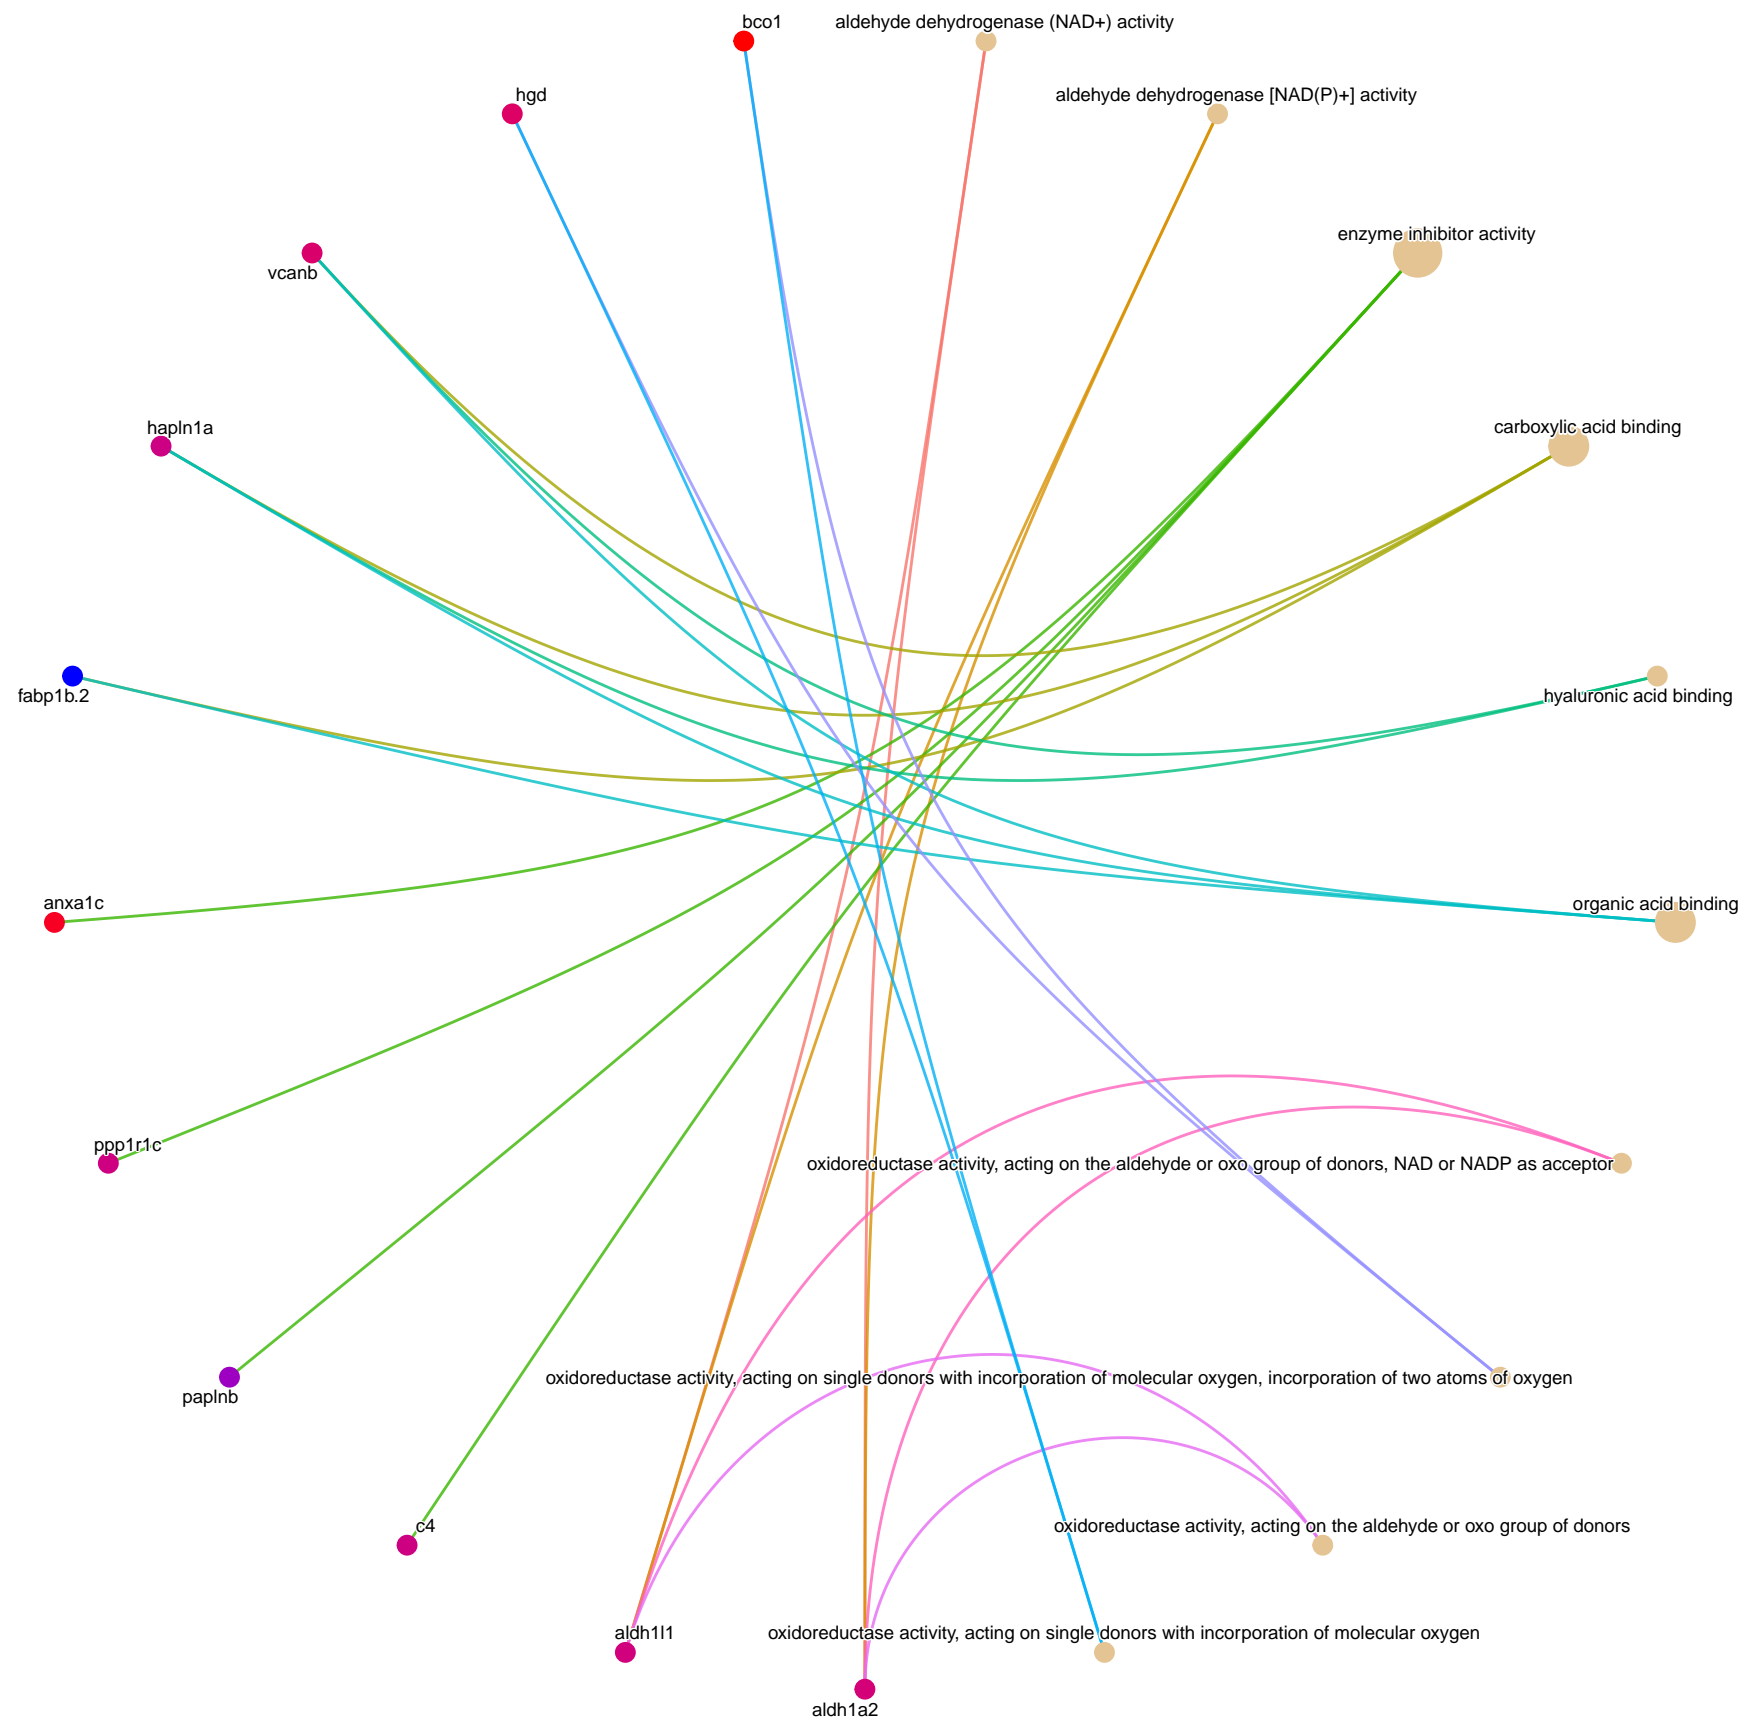 bco1
aldehyde dehydrogenase (NAD+) activity
hgd
aldehyde dehydrogenase [NAD(P)+] activity
enzyme inhibitor activity
vcanb
hapln1a
carboxylic acid binding
fabp1b.2
hyaluronic acid binding
anxa1c
organic acid binding
ppp1r1c
oxidoreductase activity, acting on the aldehyde or oxo group of donors, NAD or NADP as acceptor
oxidoreductase activity, acting on single donors with incorporation of molecular oxygen, incorporation of two atoms of oxygen
paplnb
c4
oxidoreductase activity, acting on the aldehyde or oxo group of donors
aldh1l1
oxidoreductase activity, acting on single donors with incorporation of molecular oxygen
aldh1a2